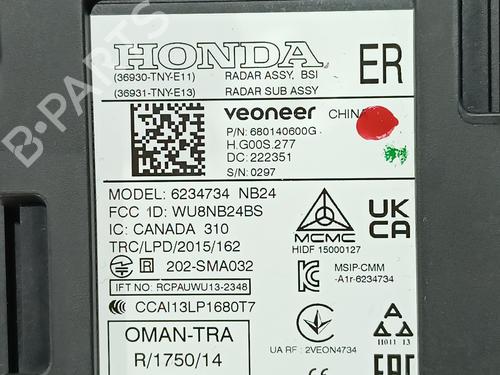 HONDA
(36930-TNY-E11) RADAR ASSY, BSI
(36931-TNY-E13) RADAR SUB ASSY
ER
veoneer CHINA
P/N: 680140600G
H.G00S.277
DC: 222351
S/N: 0297
MODEL: 6234734 NB24
FCC ID: WU8NB24BS
IC: CANADA 310
TRC/LPD/2015/162
R 202-SMA032
IFT NO: RCPAUWU13-2348
CCAI13LP1680T7
OMAN-TRA
R/1750/14
MCMC
HIDF 15000127
UK
CA
MSIP-CMM
-A1r-6234734
UA RF : 2VEON4734
H011 13
EAC
B-PARTS